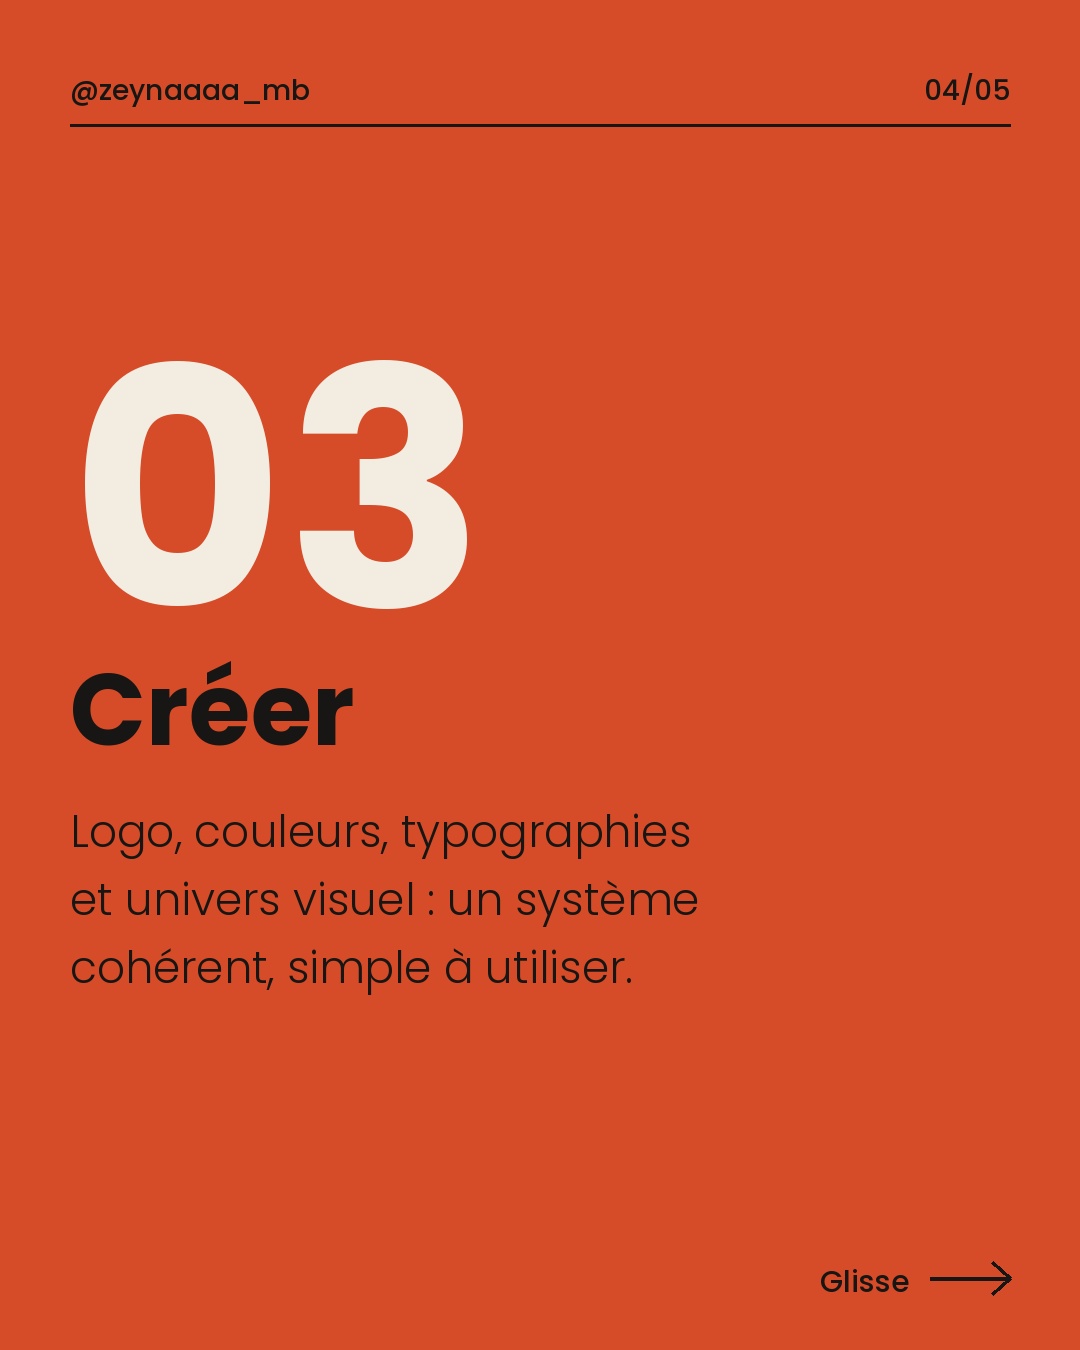 @zeynaaaa_mb
04/05
03
Créer
Logo, couleurs, typographies
et univers visuel : un système
cohérent, simple à utiliser.
Glisse